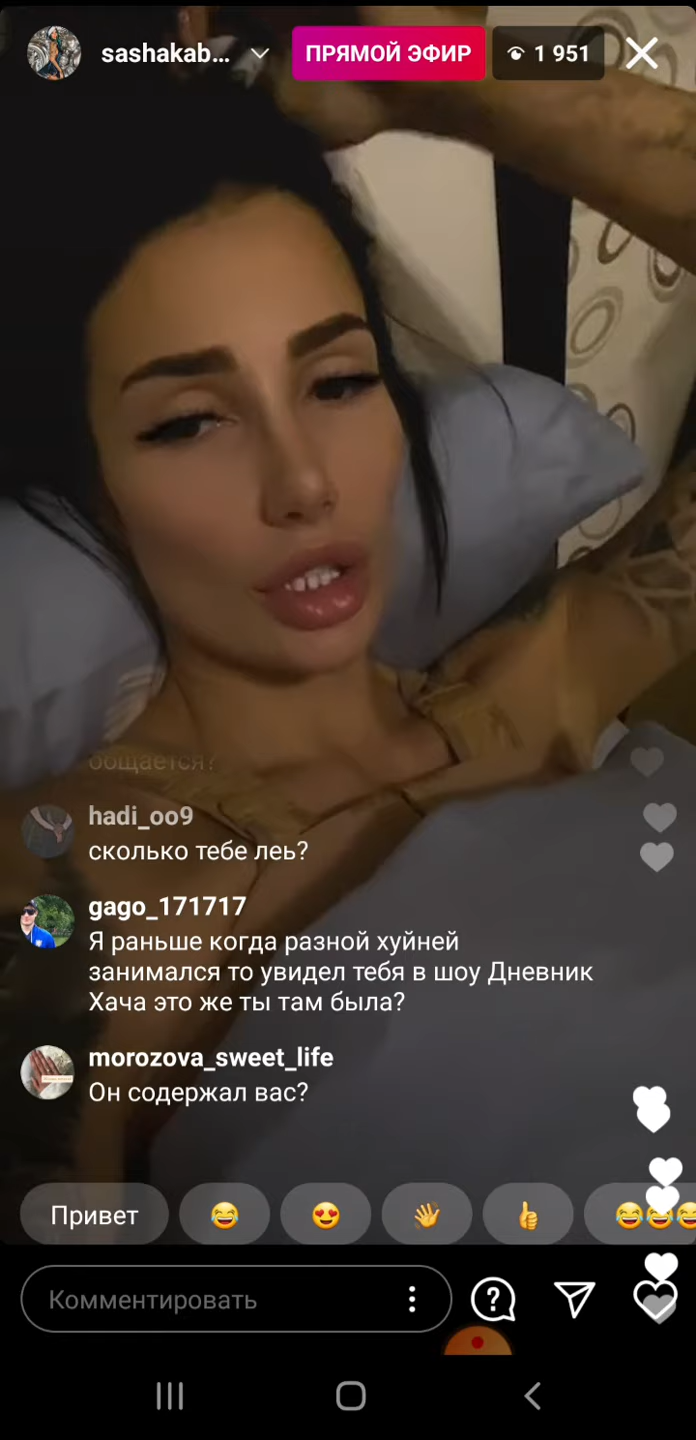 sashakab...
ПРЯМОЙ ЭФИР
1 951
общается?
hadi_oo9
сколько тебе леь?
gago_171717
Я раньше когда разной хуйней
занимался то увидел тебя в шоу Дневник
Хача это же ты там была?
morozova_sweet_life
Он содержал вас?
Привет
Комментировать